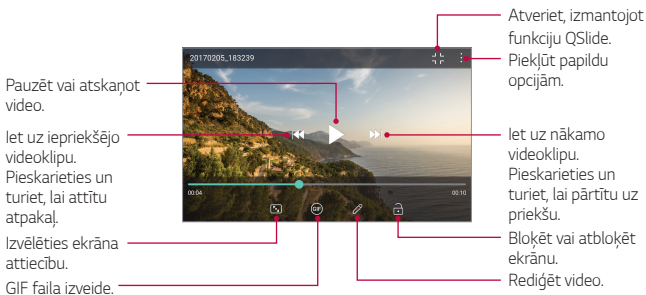 Atveriet, izmantojot
funkciju QSlide.
Piekļūt papildu
opcijām.
20170205_183239
Pauzēt vai atskaņot
video.
Iet uz iepriekšējo
videoklipu.
Pieskarieties un
turiet, lai attītu
atpakaļ.
Iet uz nākamo
videoklipu.
Pieskarieties un
turiet, lai pārtītu uz
priekšu.
00:04
00:10
GIF
Izvēlēties ekrāna
attiecību.
Bloķēt vai atbloķēt
ekrānu.
GIF faila izveide.
Rediģēt video.